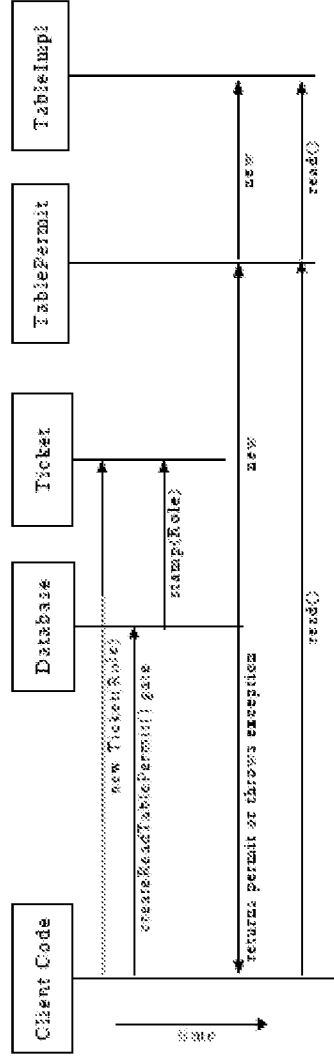 Client Code
Database
Ticket
TablePermit
TableImpl
new Ticket(Role)
createReadTablePermit() gate
stamp(Role)
returns permit or throws exception
new
new
read()
read()